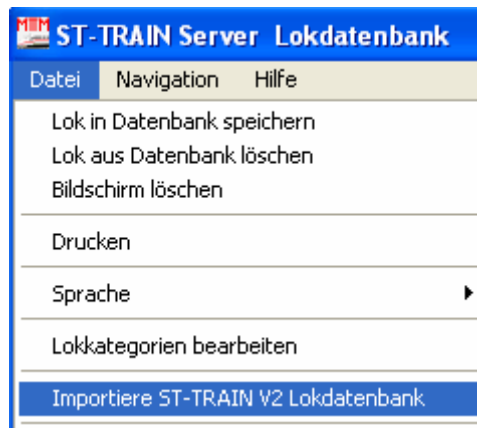 ST-TRAIN Server Lokdatenbank
Datei Navigation Hilfe
Lok in Datenbank speichern
Lok aus Datenbank löschen
Bildschirm löschen
Drucken
Sprache
Lokkategorien bearbeiten
Importiere ST-TRAIN V2 Lokdatenbank